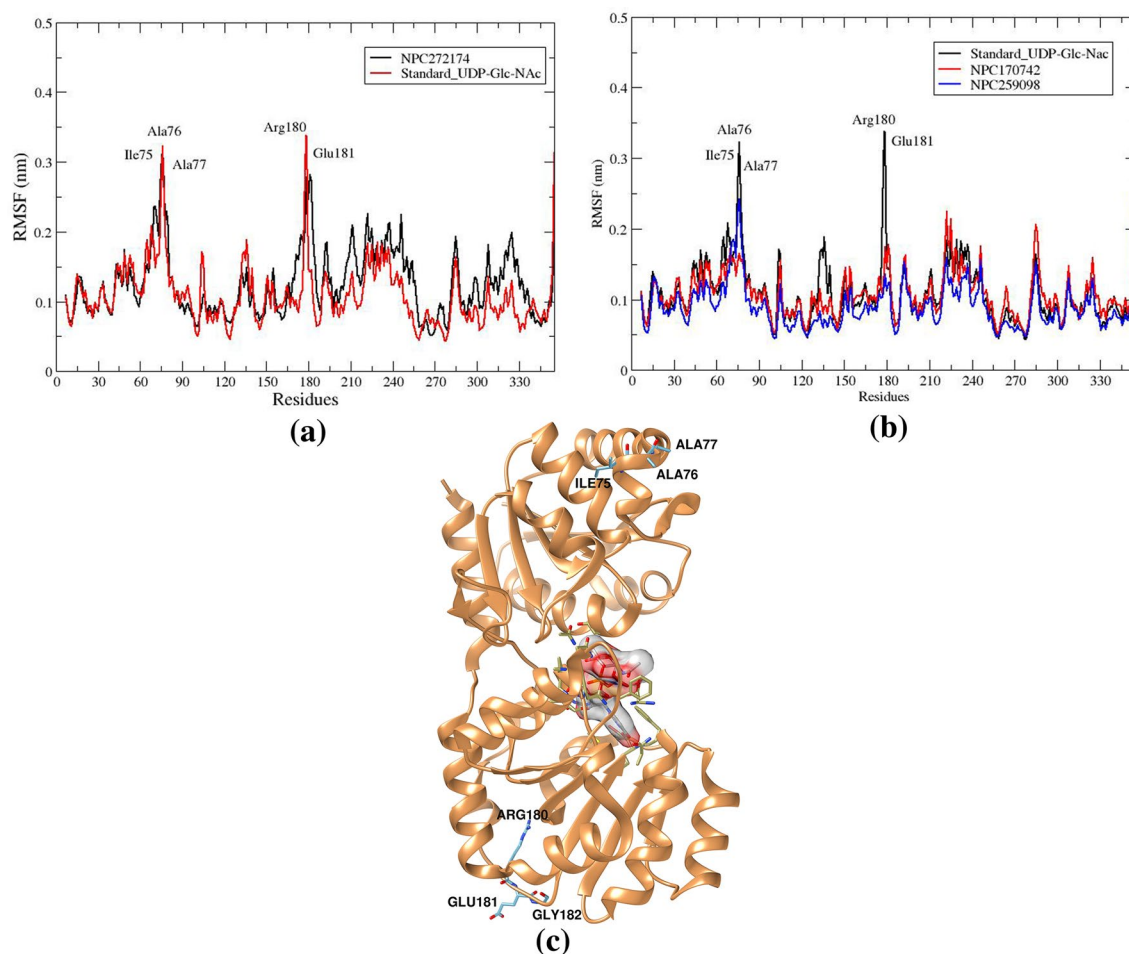 0.5
0.4
0.3
0.2
0.1
0
RMSF (nm)
NPC272174
Standard_UDP-Glc-NAc
Ala76
Ile75
Ala77
Arg180
Glu181
0 30 60 90 120 150 180 210 240 270 300 330
Residues
(a)
0.5
0.4
0.3
0.2
0.1
0
RMSF (nm)
Standard_UDP-Glc-Nac
NPC170742
NPC259098
Ala76
Ile75
Ala77
Arg180
Glu181
0 30 60 90 120 150 180 210 240 270 300 330
Residues
(b)
ALA77
ILE75
ALA76
ARG180
GLU181
GLY182
(c)